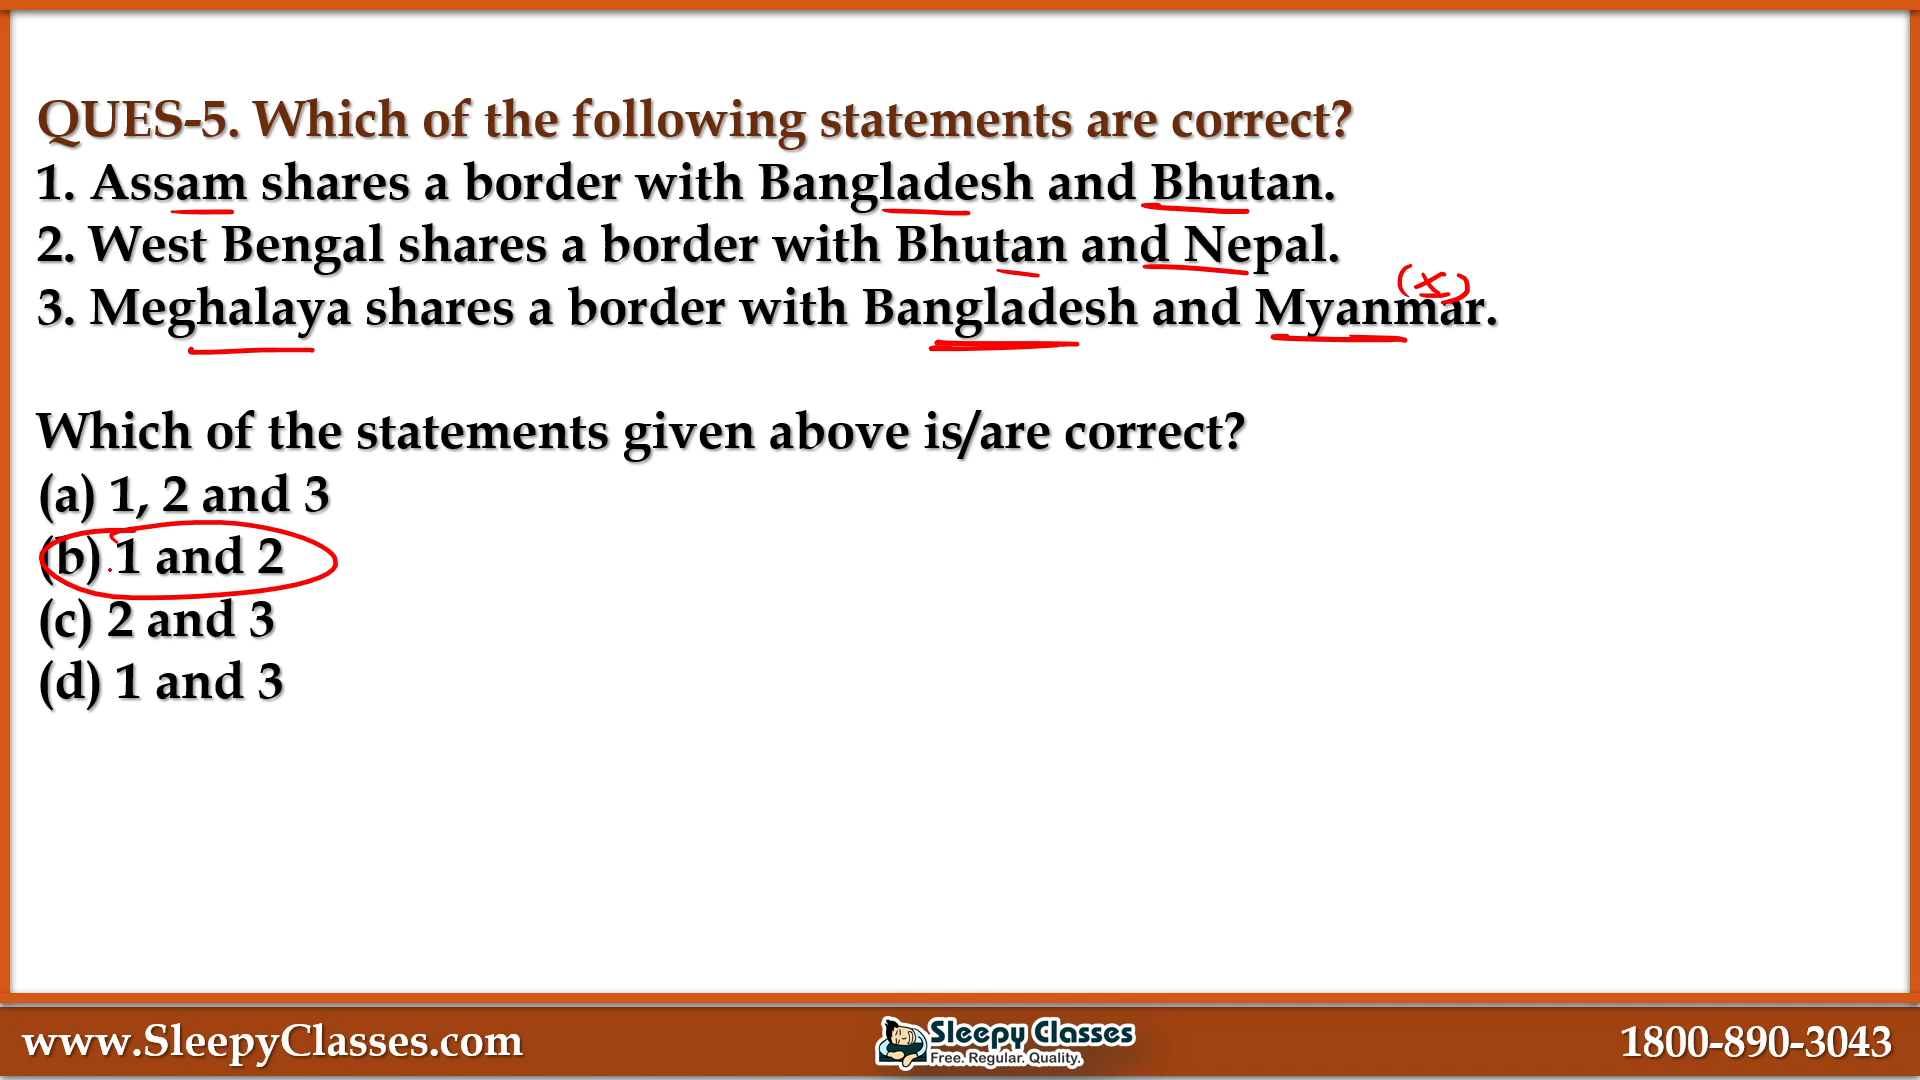 QUES-5. Which of the following statements are correct?
1. Assam shares a border with Bangladesh and Bhutan.
2. West Bengal shares a border with Bhutan and Nepal.
(x)
3. Meghalaya shares a border with Bangladesh and Myanmar.
Which of the statements given above is/are correct?
(a) 1, 2 and 3
(b) 1 and 2
(c) 2 and 3
(d) 1 and 3
www.SleepyClasses.com
Sleepy Classes
Free. Regular. Quality.
1800-890-3043